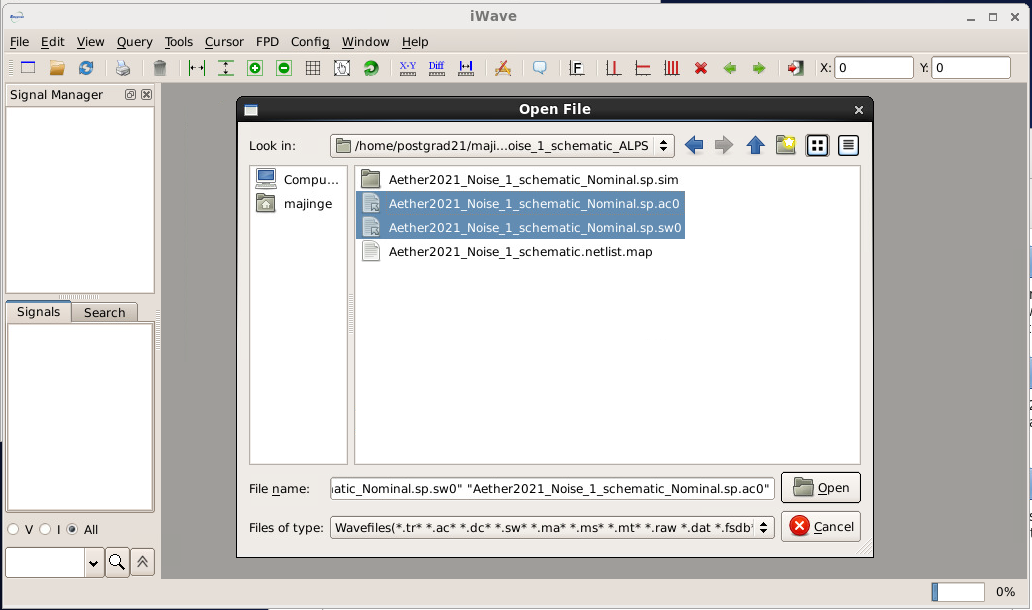 iWave
File Edit View Query Tools Cursor FPD Config Window Help
X-Y Diff F X: 0 Y: 0
Signal Manager
Open File
Look in: /home/postgrad21/maji...oise_1_schematic_ALPS
Compu...
majinge
Aether2021_Noise_1_schematic_Nominal.sp.sim
Aether2021_Noise_1_schematic_Nominal.sp.ac0
Aether2021_Noise_1_schematic_Nominal.sp.sw0
Aether2021_Noise_1_schematic.netlist.map
Signals Search
File name: atic_Nominal.sp.sw0" "Aether2021_Noise_1_schematic_Nominal.sp.ac0" Open
Files of type: Wavefiles(*.tr* *.ac* *.dc* *.sw* *.ma* *.ms* *.mt* *.raw *.dat *.fsdb* Cancel
V I All
0%